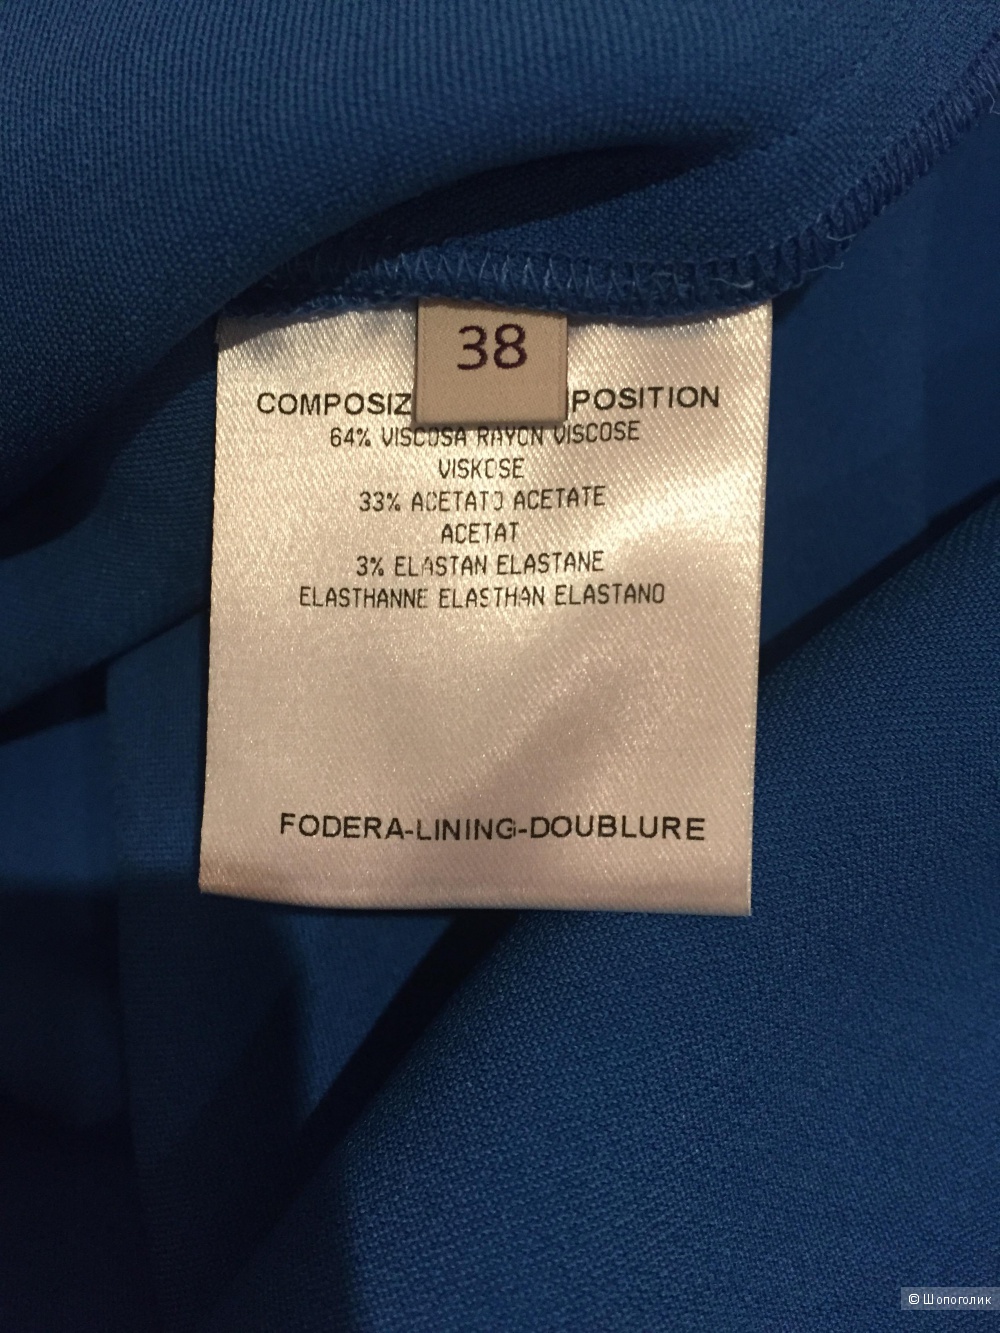 38
COMPOSIZ POSITION
64% VISCOSA RAYON VISCOSE
VISKOSE
33% ACETATO ACETATE
ACETAT
3% ELASTAN ELASTANE
ELASTHANNE ELASTHAN ELASTANO
FODERA-LINING-DOUBLURE
© Шопоголик